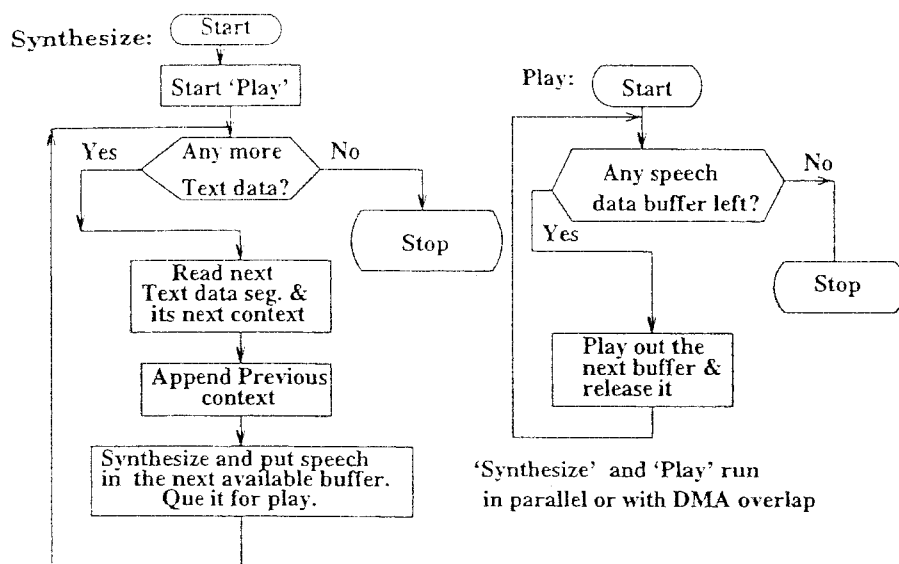 Synthesize:
Start
Start ‘Play’
Yes
Any more
Text data?
No
Stop
Read next
Text data seg. &
its next context
Append Previous
context
Synthesize and put speech
in the next available buffer.
Que it for play.
Play:
Start
Any speech
data buffer left?
No
Yes
Stop
Play out the
next buffer &
release it
‘Synthesize’ and ‘Play’ run
in parallel or with DMA overlap